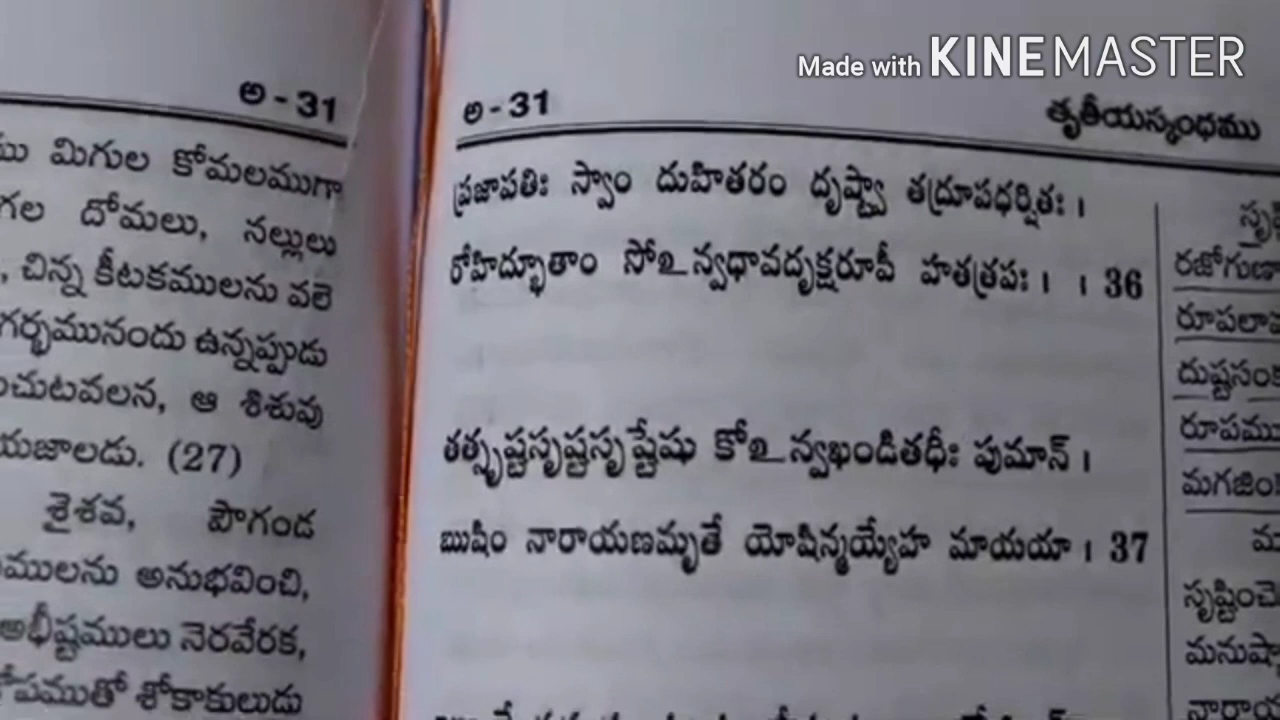 Made with KINEMASTER
అ - 31
మిగుల కోమలముగా
గల దోమలు, నల్లులు
, చిన్న కీటకములను వలె
గర్భమునందు ఉన్నప్పుడు
చుటవలన, ఆ శిశువు
యజాలడు. (27)
శైశవ, పౌగండ
ములను అనుభవించి,
అభీష్టములు నెరవేరక,
శోకాకులుడు
అ - 31
తృతీయస్కంధము
ప్రజాపతిః స్వాం దుహితరం దృష్ట్వా తద్రూపధర్షితః ।
రోహిద్భూతాం సోఽన్వధావదృక్షరూపీ హతత్రపః । । 36
తత్సృష్టసృష్టసృష్టేషు కోఽన్వఖండితధీః పుమాన్ ।
ఋషిం నారాయణమృతే యోషిన్మయ్యేహ మాయయా । 37
రజోగుణా
రూపలా
దుష్టసం
రూపము
మగజిం
సృష్టించె
మనుష్యా
నారాయ